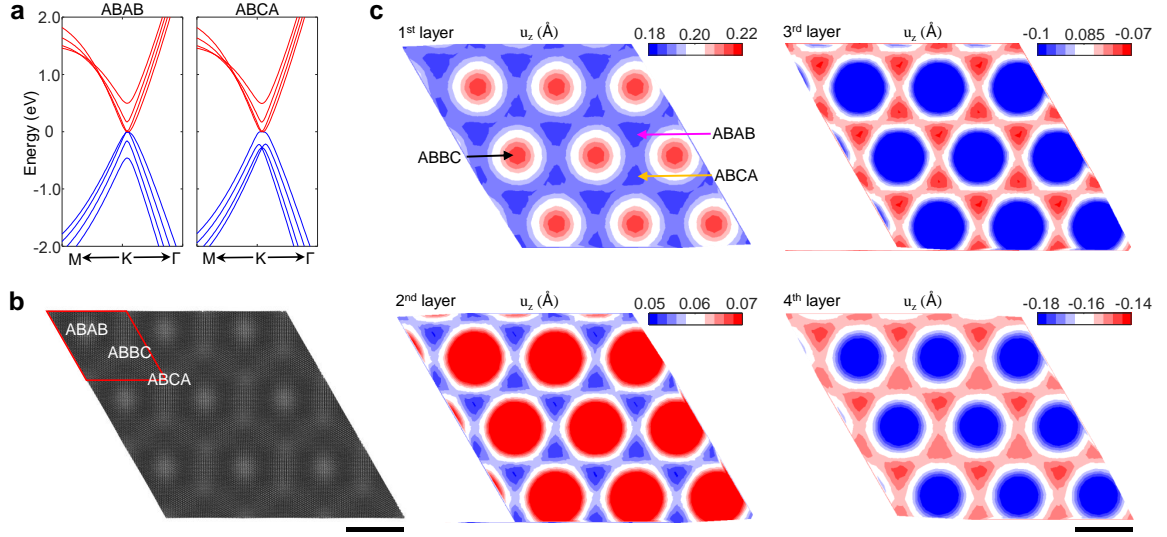 a
ABAB
ABCA
Energy (eV)
2.0
1.0
0
-1.0
-2.0
M K Γ
M K Γ
b
ABAB
ABBC
ABCA
c
1st layer
uz (Å)
0.18 0.20 0.22
ABBC
ABAB
ABCA
3rd layer
uz (Å)
-0.1 0.085 -0.07
2nd layer
uz (Å)
0.05 0.06 0.07
4th layer
uz (Å)
-0.18 -0.16 -0.14